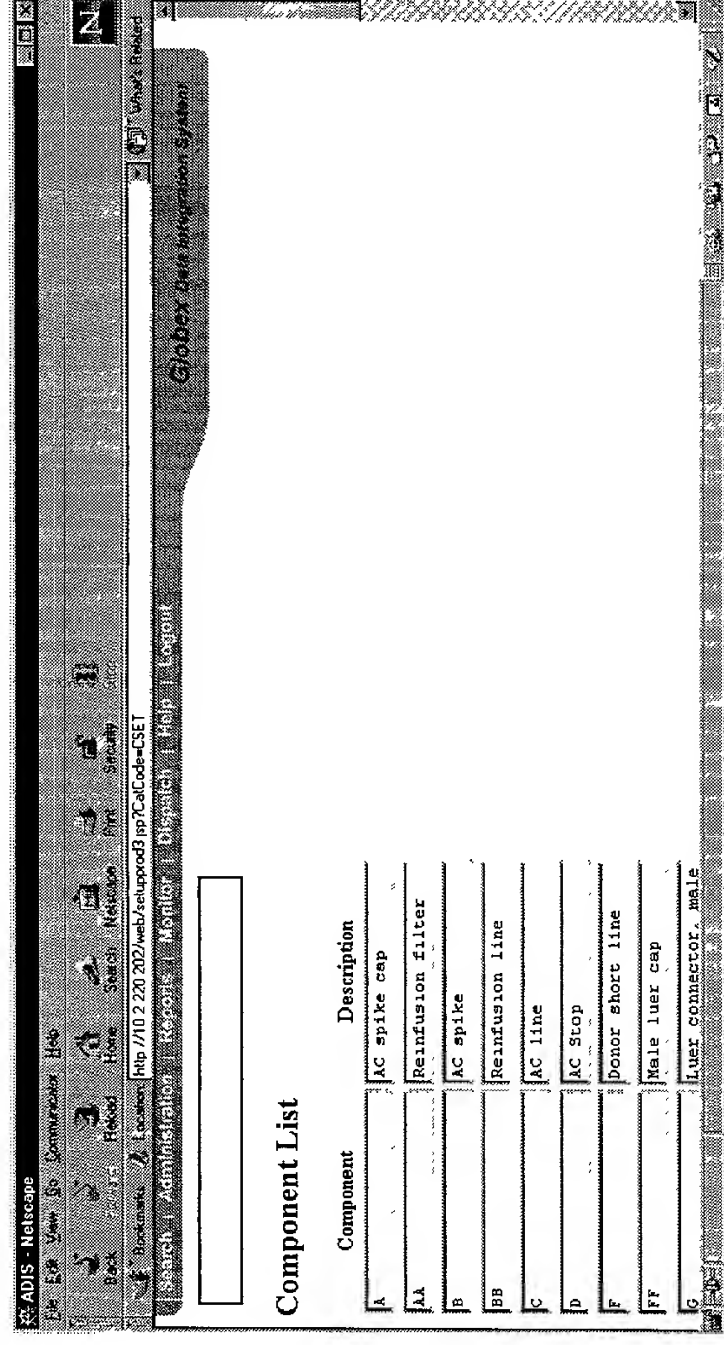 ADIS - Netscape
File Edit View Go Communicator Help
Back Reload Home Search Netscape Print Security
Bookmarks Location http //10 2 220 202/web/setupprod3 jsp?CatCode=CSET What's Related
Search | Administration | Reports | Monitor | Dispatch | Help | Logout
Globex Data Integration System
Component List
Component Description
A AC spike cap
AA Reinfusion filter
B AC spike
BB Reinfusion line
C AC line
D AC Stop
F Donor short line
FF Male luer cap
G Luer connector, male